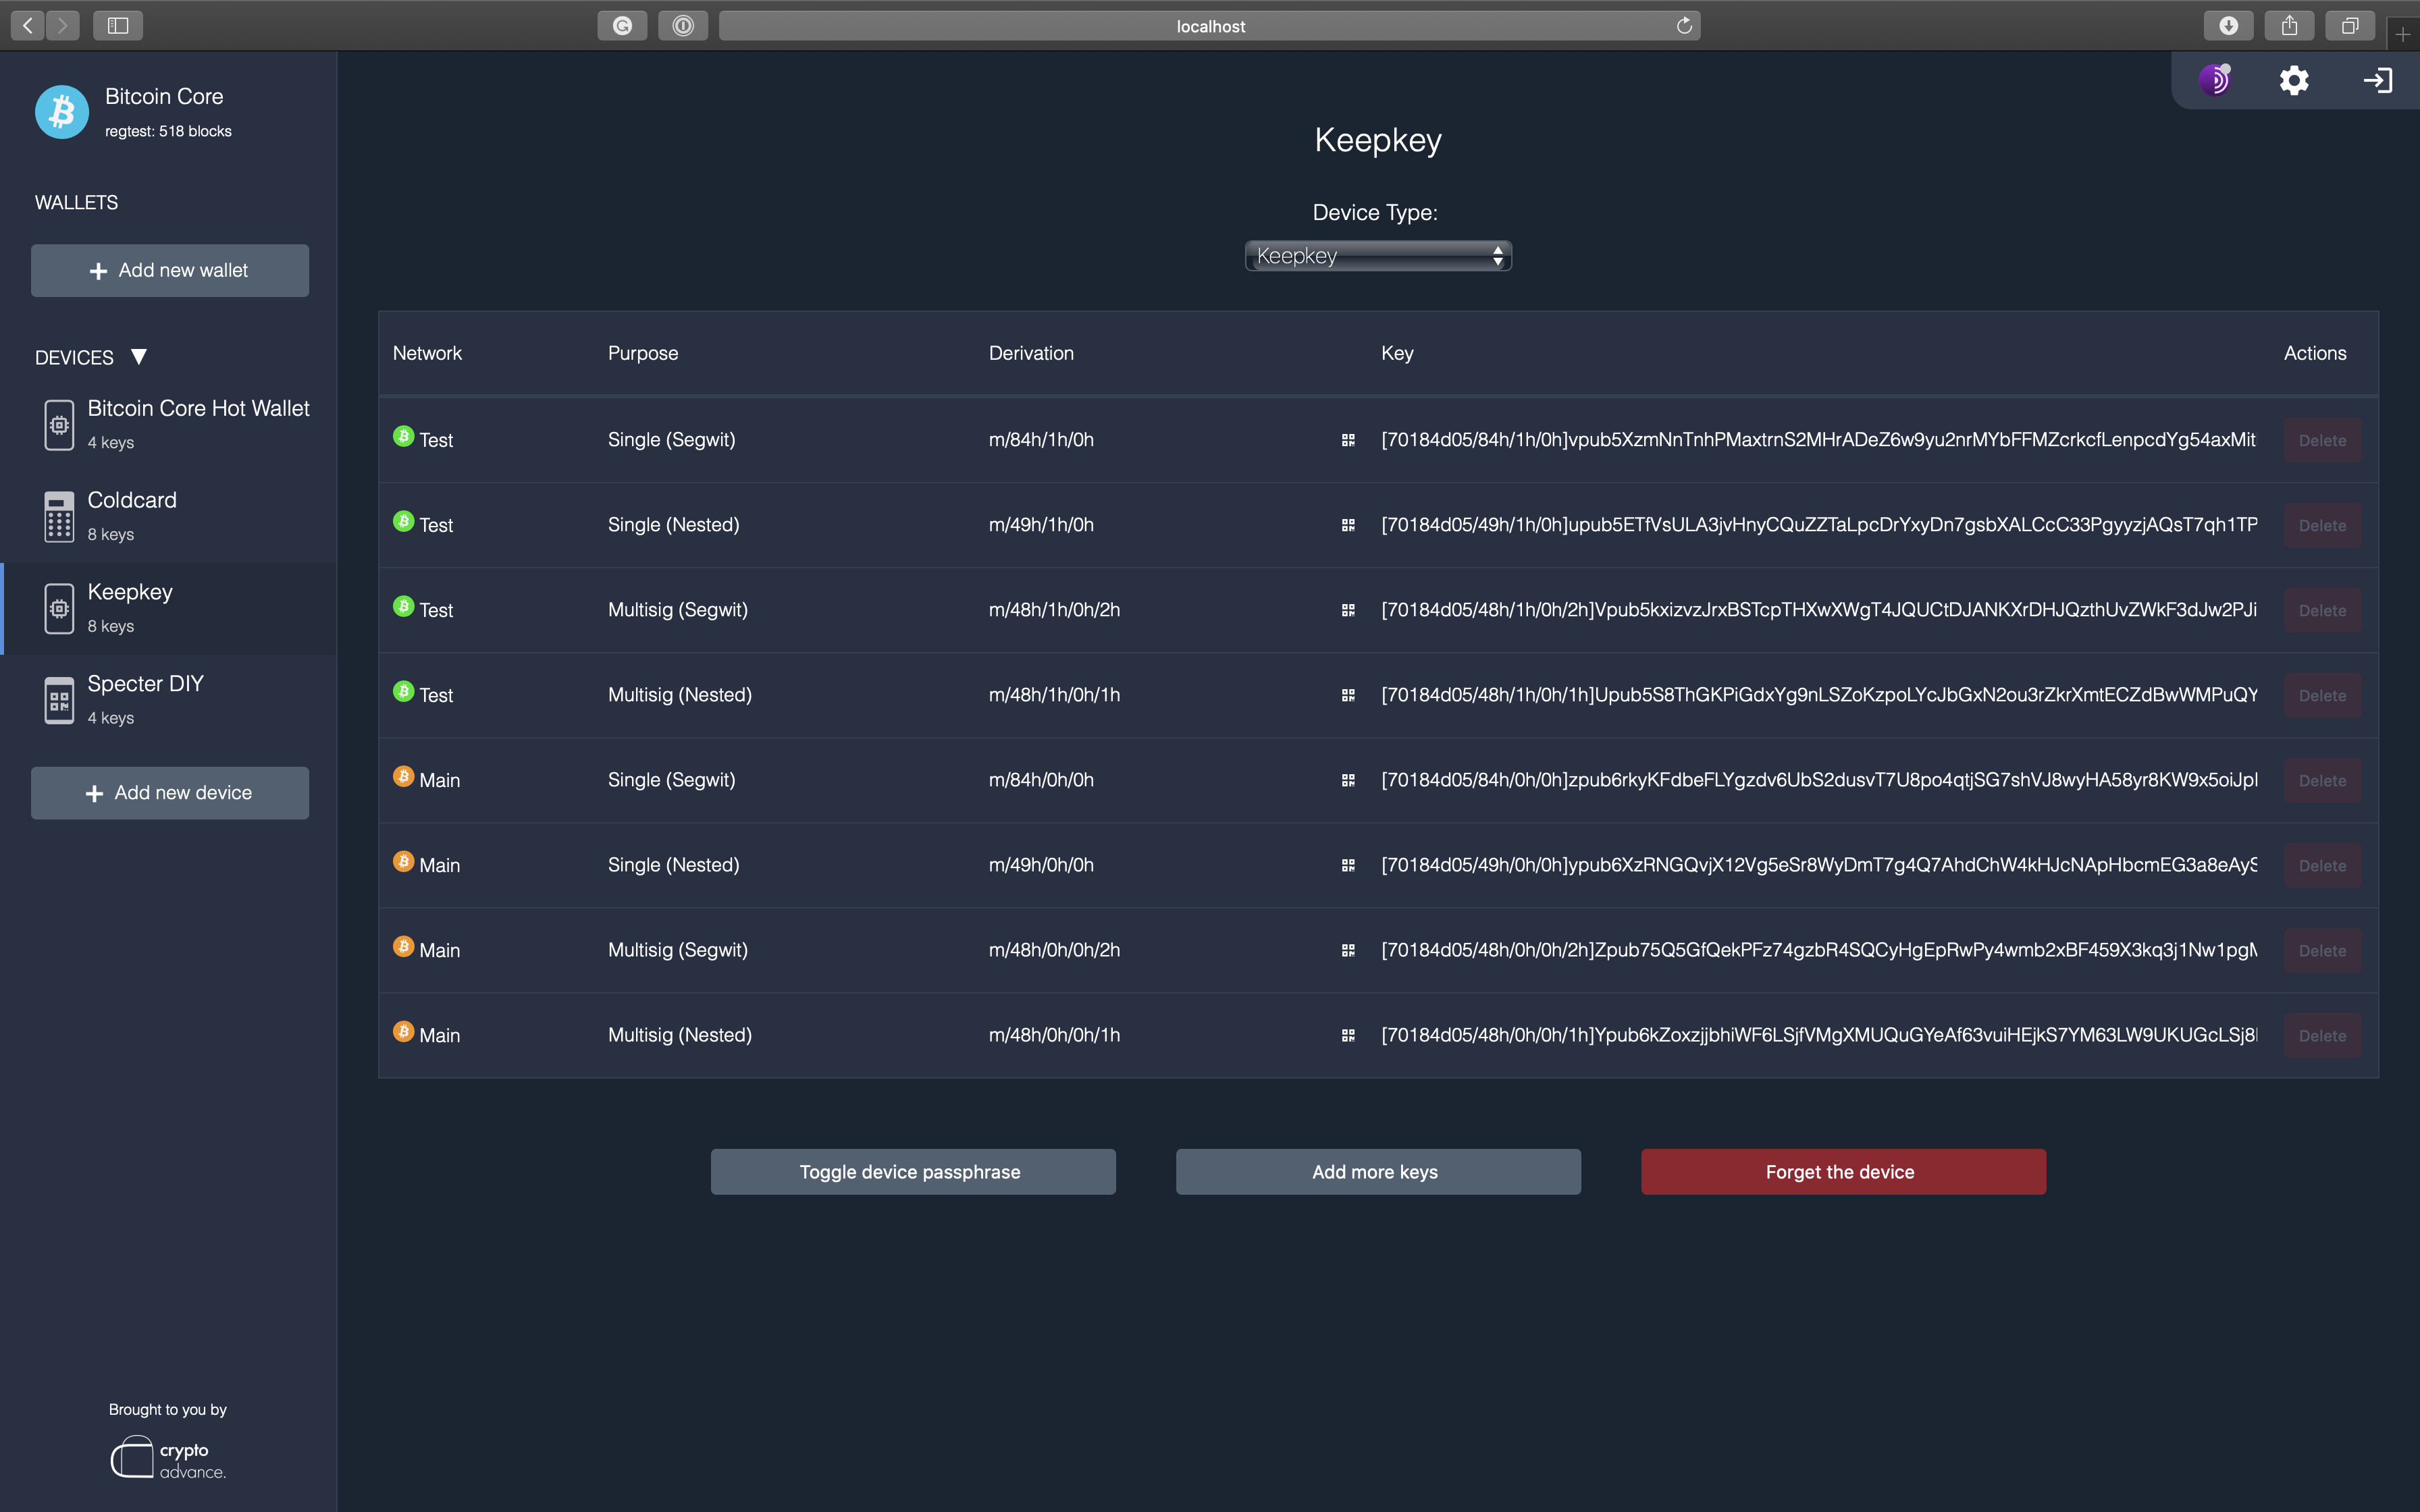 localhost
Bitcoin Core
regtest: 518 blocks
WALLETS
+ Add new wallet
DEVICES ▼
Bitcoin Core Hot Wallet
4 keys
Coldcard
8 keys
Keepkey
8 keys
Specter DIY
4 keys
+ Add new device
Brought to you by
crypto
advance.
Keepkey
Device Type:
Keepkey
Network Purpose Derivation Key Actions
Test Single (Segwit) m/84h/1h/0h [70184d05/84h/1h/0h]vpub5XzmNnTnhPMaxtrnS2MHrADeZ6w9yu2nrMYbFFMZcrkcfLenpcdYg54axMit Delete
Test Single (Nested) m/49h/1h/0h [70184d05/49h/1h/0h]upub5ETfVsULA3jvHnyCQuZZTaLpcDrYxyDn7gsbXALCcC33PgyyzjAQsT7qh1TP Delete
Test Multisig (Segwit) m/48h/1h/0h/2h [70184d05/48h/1h/0h/2h]Vpub5kxizvzJrxBSTcpTHXwXWgT4JQUCtDJANKXrDHJQzthUvZWkF3dJw2PJi Delete
Test Multisig (Nested) m/48h/1h/0h/1h [70184d05/48h/1h/0h/1h]Upub5S8ThGKPiGdxYg9nLSZoKzpoLYcJbGxN2ou3rZkrXmtECZdBwWMPuQY Delete
Main Single (Segwit) m/84h/0h/0h [70184d05/84h/0h/0h]zpub6rkyKFdbeFLYgzdv6UbS2dusvT7U8po4qtjSG7shVJ8wyHA58yr8KW9x5oiJp Delete
Main Single (Nested) m/49h/0h/0h [70184d05/49h/0h/0h]ypub6XzRNGQvjX12Vg5eSr8WyDmT7g4Q7AhdChW4kHJcNApHbcmEG3a8eAyS Delete
Main Multisig (Segwit) m/48h/0h/0h/2h [70184d05/48h/0h/0h/2h]Zpub75Q5GfQekPFz74gzbR4SQCyHgEpRwPy4wmb2xBF459X3kq3j1Nw1pg Delete
Main Multisig (Nested) m/48h/0h/0h/1h [70184d05/48h/0h/0h/1h]Ypub6kZoxzjjbhiWF6LSjfVMgXMUQuGYeAf63vuiHEjkS7YM63LW9UKUGcLSj8 Delete
Toggle device passphrase Add more keys Forget the device